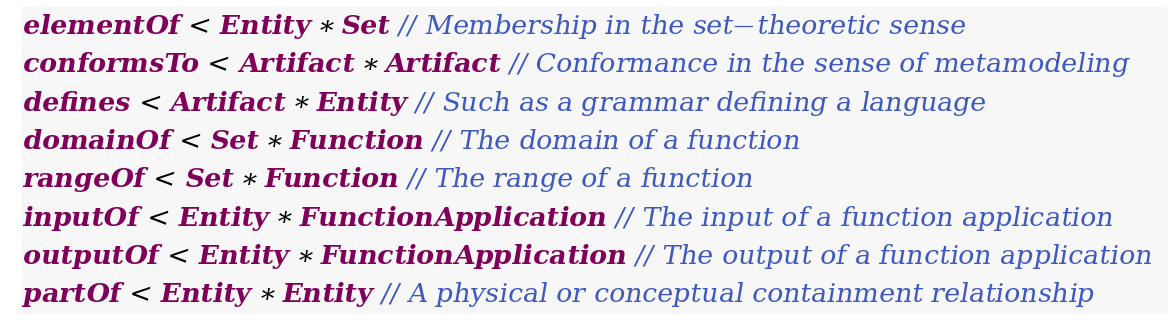 elementOf < Entity * Set // Membership in the set−theoretic sense
conformsTo < Artifact * Artifact // Conformance in the sense of metamodeling
defines < Artifact * Entity // Such as a grammar defining a language
domainOf < Set * Function // The domain of a function
rangeOf < Set * Function // The range of a function
inputOf < Entity * FunctionApplication // The input of a function application
outputOf < Entity * FunctionApplication // The output of a function application
partOf < Entity * Entity // A physical or conceptual containment relationship